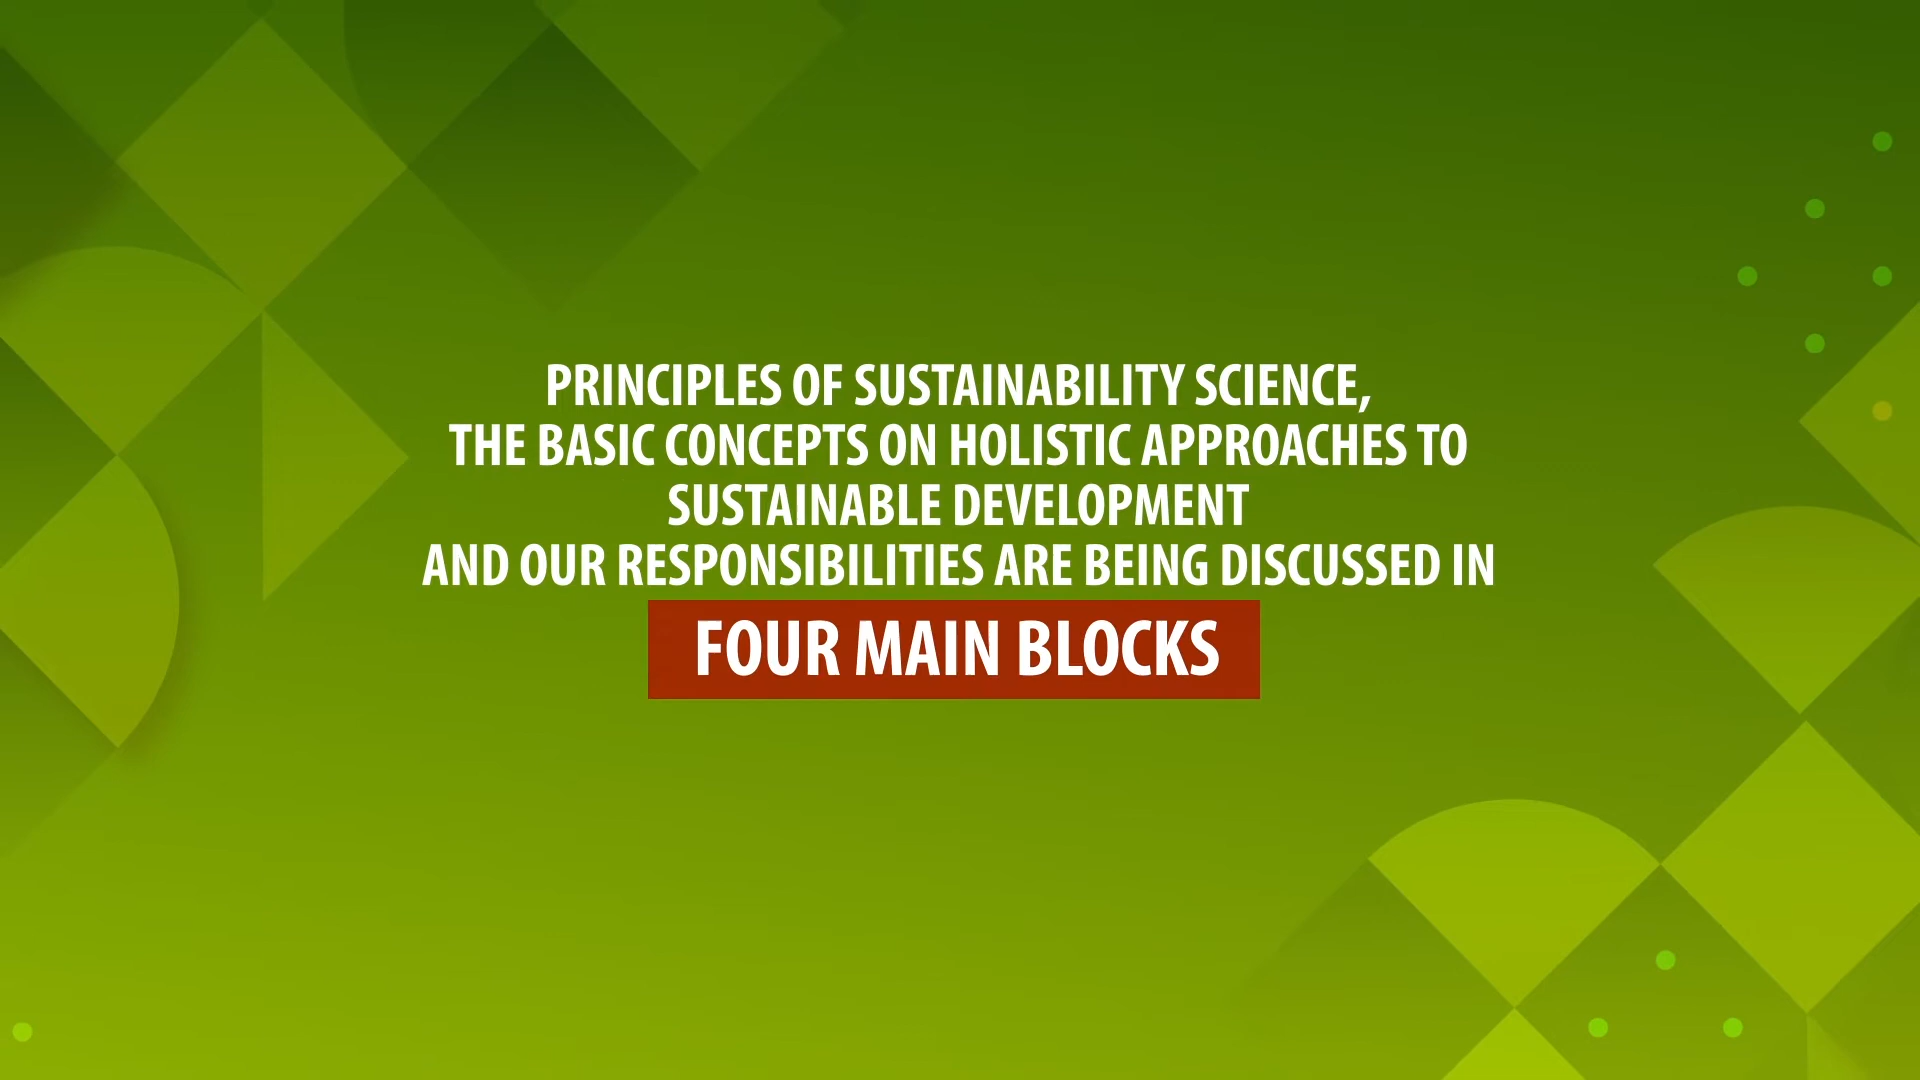 PRINCIPLES OF SUSTAINABILITY SCIENCE,
THE BASIC CONCEPTS ON HOLISTIC APPROACHES TO
SUSTAINABLE DEVELOPMENT
AND OUR RESPONSIBILITIES ARE BEING DISCUSSED IN
FOUR MAIN BLOCKS